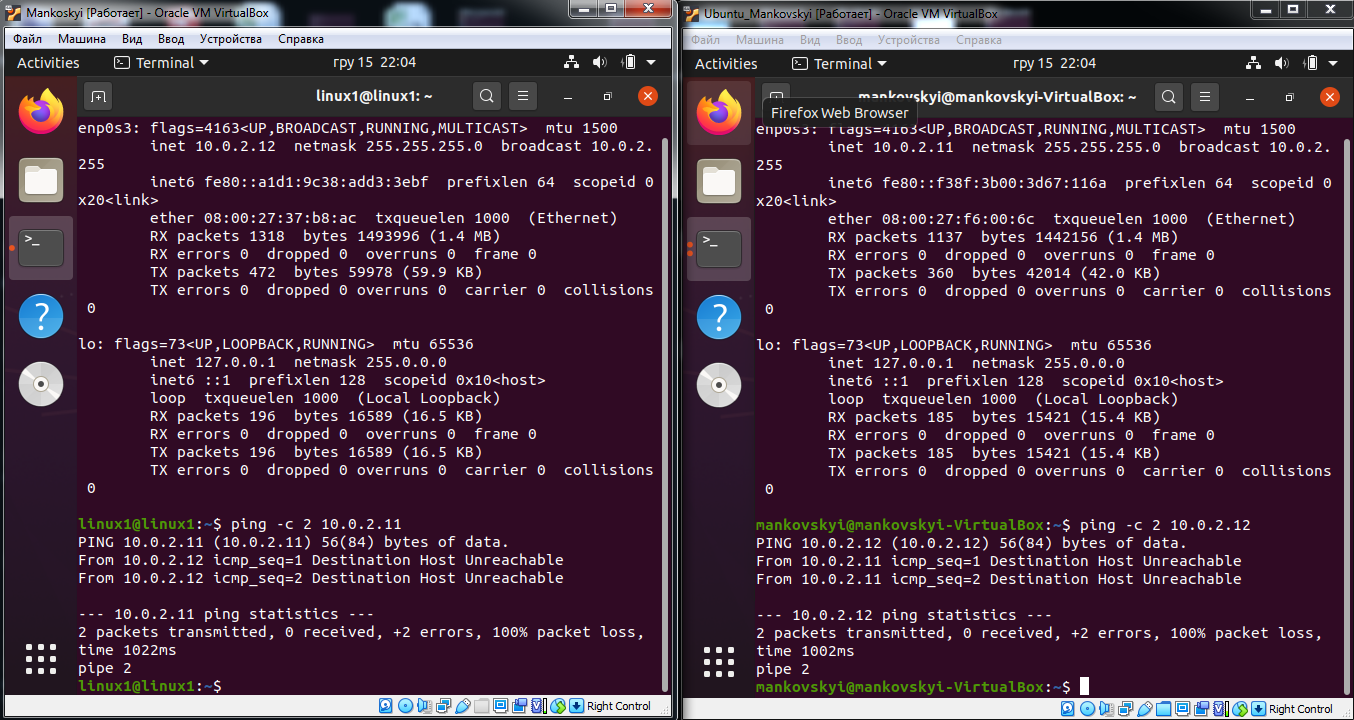 Mankoskyi [Работает] - Oracle VM VirtualBox
Файл Машина Вид Ввод Устройства Справка
Activities Terminal гру 15 22:04
linux1@linux1: ~
enp0s3: flags=4163<UP,BROADCAST,RUNNING,MULTICAST>  mtu 1500
        inet 10.0.2.12  netmask 255.255.255.0  broadcast 10.0.2.
255
        inet6 fe80::a1d1:9c38:add3:3ebf  prefixlen 64  scopeid 0
x20<link>
        ether 08:00:27:37:b8:ac  txqueuelen 1000  (Ethernet)
        RX packets 1318  bytes 1493996 (1.4 MB)
        RX errors 0  dropped 0  overruns 0  frame 0
        TX packets 472  bytes 59978 (59.9 KB)
        TX errors 0  dropped 0 overruns 0  carrier 0  collisions
 0
lo: flags=73<UP,LOOPBACK,RUNNING>  mtu 65536
        inet 127.0.0.1  netmask 255.0.0.0
        inet6 ::1  prefixlen 128  scopeid 0x10<host>
        loop  txqueuelen 1000  (Local Loopback)
        RX packets 196  bytes 16589 (16.5 KB)
        RX errors 0  dropped 0  overruns 0  frame 0
        TX packets 196  bytes 16589 (16.5 KB)
        TX errors 0  dropped 0 overruns 0  carrier 0  collisions
 0
linux1@linux1:~$ ping -c 2 10.0.2.11
PING 10.0.2.11 (10.0.2.11) 56(84) bytes of data.
From 10.0.2.12 icmp_seq=1 Destination Host Unreachable
From 10.0.2.12 icmp_seq=2 Destination Host Unreachable
--- 10.0.2.11 ping statistics ---
2 packets transmitted, 0 received, +2 errors, 100% packet loss,
time 1022ms
pipe 2
linux1@linux1:~$
Right Control
Ubuntu_Mankovskyi [Работает] - Oracle VM VirtualBox
Файл Машина Вид Ввод Устройства Справка
Activities Terminal гру 15 22:04
mankovskyi@mankovskyi-VirtualBox: ~
Firefox Web Browser
enp0s3: flags=4163<UP,BROADCAST,RUNNING,MULTICAST>  mtu 1500
        inet 10.0.2.11  netmask 255.255.255.0  broadcast 10.0.2.
255
        inet6 fe80::f38f:3b00:3d67:116a  prefixlen 64  scopeid 0
x20<link>
        ether 08:00:27:f6:00:6c  txqueuelen 1000  (Ethernet)
        RX packets 1137  bytes 1442156 (1.4 MB)
        RX errors 0  dropped 0  overruns 0  frame 0
        TX packets 360  bytes 42014 (42.0 KB)
        TX errors 0  dropped 0 overruns 0  carrier 0  collisions
 0
lo: flags=73<UP,LOOPBACK,RUNNING>  mtu 65536
        inet 127.0.0.1  netmask 255.0.0.0
        inet6 ::1  prefixlen 128  scopeid 0x10<host>
        loop  txqueuelen 1000  (Local Loopback)
        RX packets 185  bytes 15421 (15.4 KB)
        RX errors 0  dropped 0  overruns 0  frame 0
        TX packets 185  bytes 15421 (15.4 KB)
        TX errors 0  dropped 0 overruns 0  carrier 0  collisions
 0
mankovskyi@mankovskyi-VirtualBox:~$ ping -c 2 10.0.2.12
PING 10.0.2.12 (10.0.2.12) 56(84) bytes of data.
From 10.0.2.11 icmp_seq=1 Destination Host Unreachable
From 10.0.2.11 icmp_seq=2 Destination Host Unreachable
--- 10.0.2.12 ping statistics ---
2 packets transmitted, 0 received, +2 errors, 100% packet loss,
time 1002ms
pipe 2
mankovskyi@mankovskyi-VirtualBox:~$
Right Control